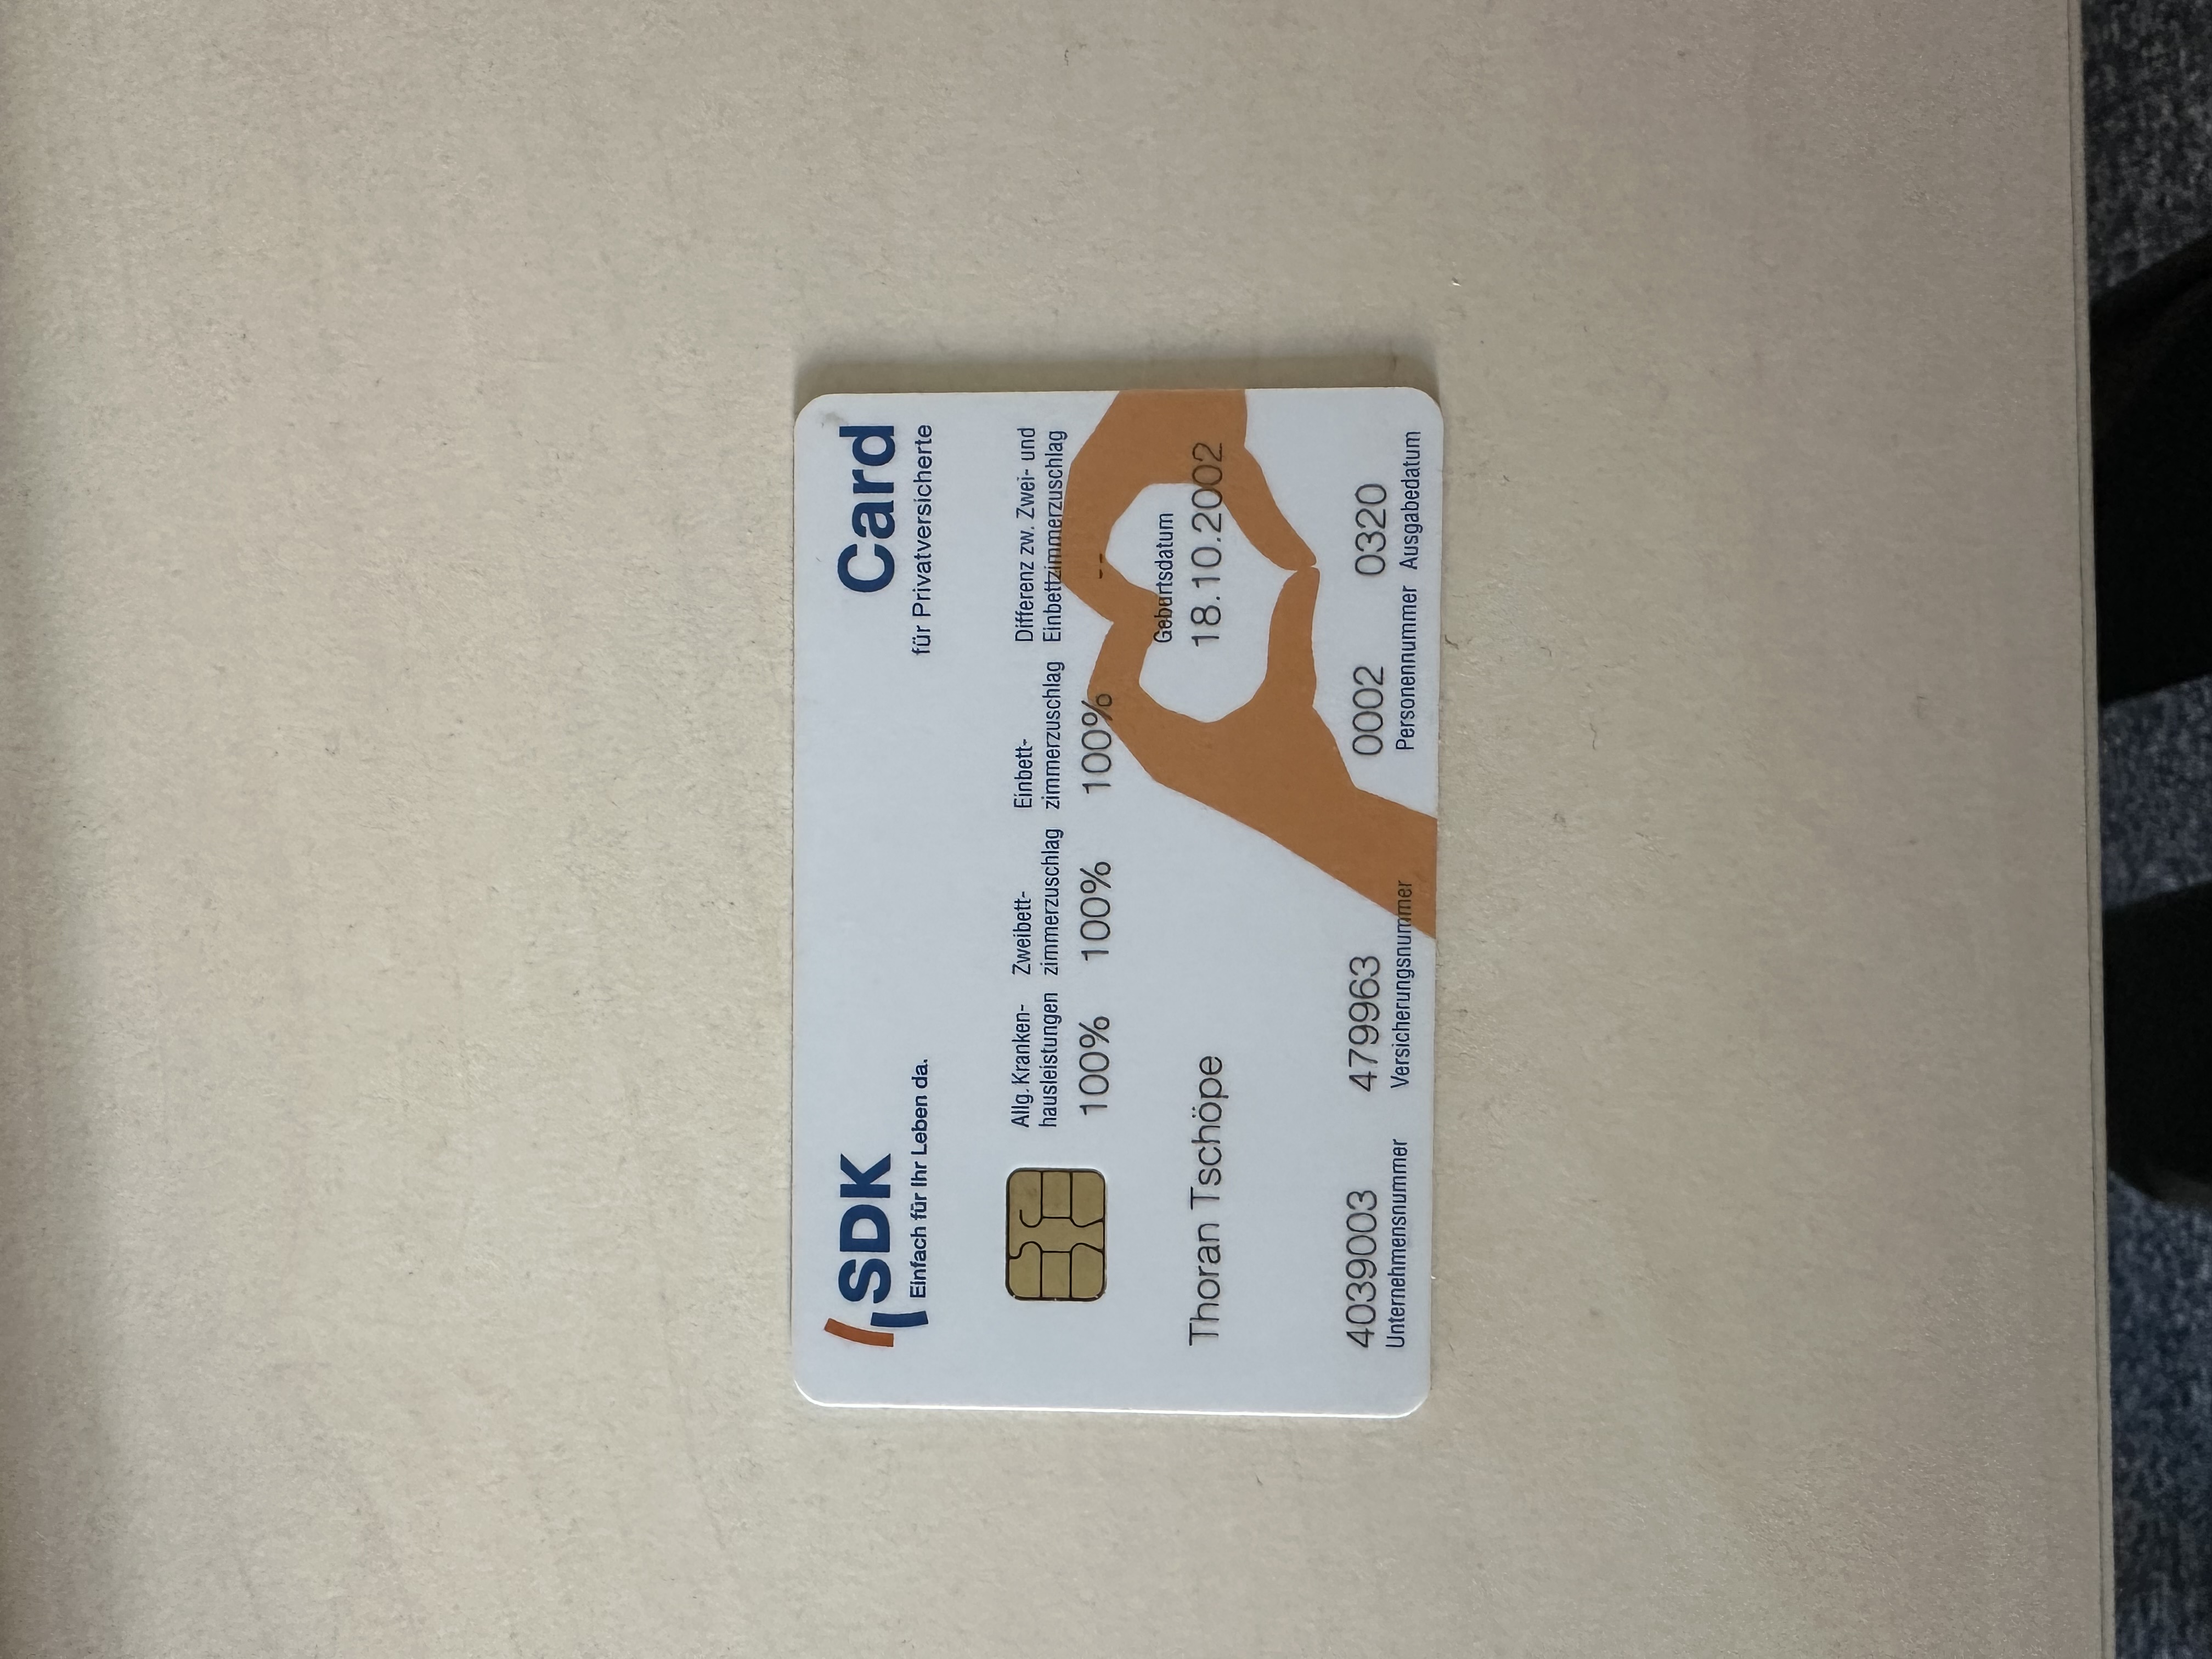 SDK
Einfach für Ihr Leben da.
Card
für Privatversicherte
Allg. Kranken-
hausleistungen
100%
Zweibett-
zimmerzuschlag
100%
Einbett-
zimmerzuschlag
100%
Differenz zw. Zwei- und
Einbettzimmerzuschlag
--
Geburtsdatum
18.10.2002
Thoran Tschöpe
4039003
Unternehmensnummer
479963
Versicherungsnummer
0002
Personennummer
0320
Ausgabedatum